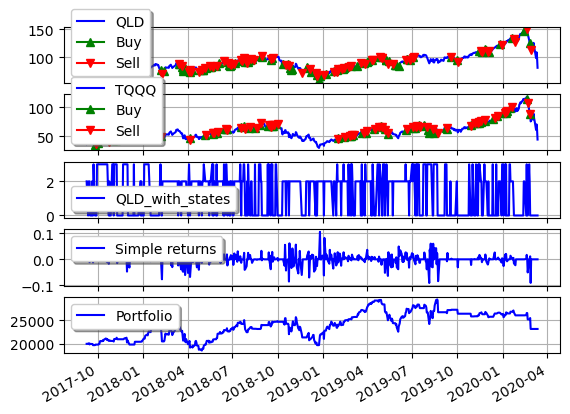 150
100
QLD
Buy
Sell
100
50
TQQQ
Buy
Sell
2
0
QLD_with_states
0.1
0.0
−0.1
Simple returns
25000
20000
Portfolio
2017-10 2018-01 2018-04 2018-07 2018-10 2019-01 2019-04 2019-07 2019-10 2020-01 2020-04